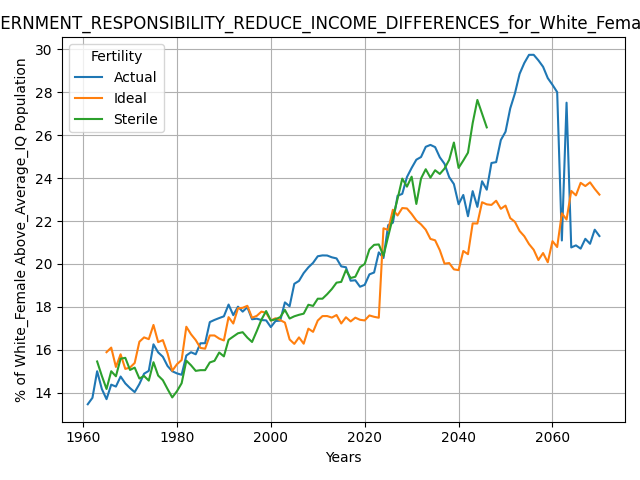 ERNMENT_RESPONSIBILITY_REDUCE_INCOME_DIFFERENCES_for_White_Fema
% of White_Female Above_Average_IQ Population
30
28
26
24
22
20
18
16
14
Fertility
Actual
Ideal
Sterile
1960 1980 2000 2020 2040 2060
Years